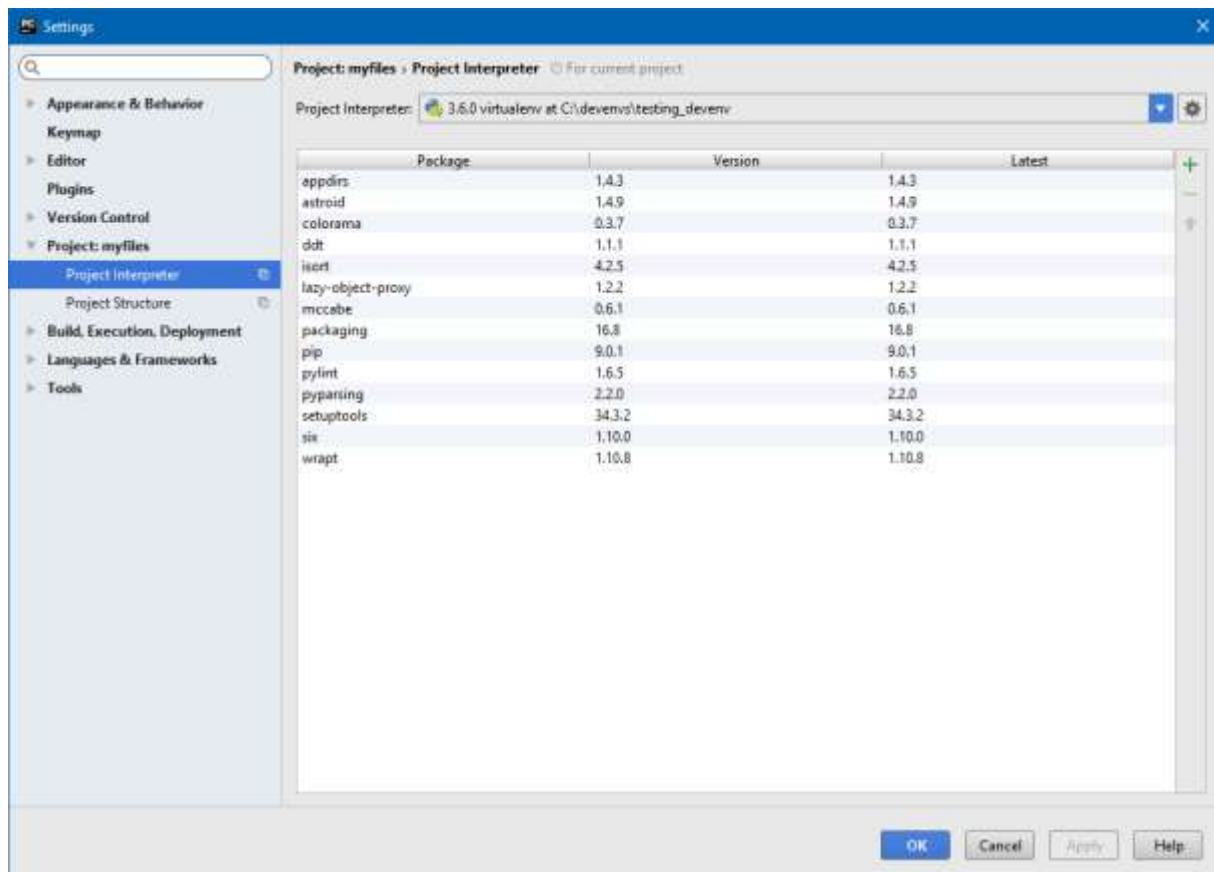 Settings
Project: myfiles › Project Interpreter For current project
Appearance & Behavior
Keymap
Editor
Plugins
Version Control
Project: myfiles
Project Interpreter
Project Structure
Build, Execution, Deployment
Languages & Frameworks
Tools
Project Interpreter: 3.6.0 virtualenv at C:\devenvs\testing_devenv
Package Version Latest
appdirs 1.4.3 1.4.3
astroid 1.4.9 1.4.9
colorama 0.3.7 0.3.7
ddt 1.1.1 1.1.1
isort 4.2.5 4.2.5
lazy-object-proxy 1.2.2 1.2.2
mccabe 0.6.1 0.6.1
packaging 16.8 16.8
pip 9.0.1 9.0.1
pylint 1.6.5 1.6.5
pyparsing 2.2.0 2.2.0
setuptools 34.3.2 34.3.2
six 1.10.0 1.10.0
wrapt 1.10.8 1.10.8
OK Cancel Apply Help